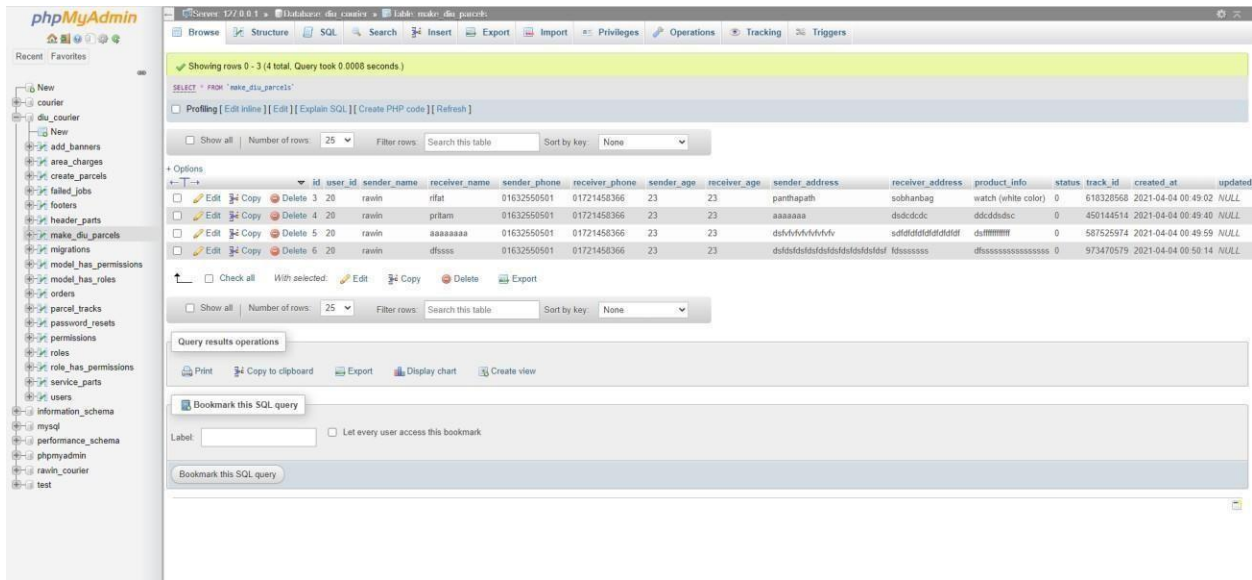 phpMyAdmin
Recent Favorites
New
courier
diu_courier
New
add_banners
area_charges
create_parcels
failed_jobs
footers
header_parts
make_diu_parcels
migrations
model_has_permissions
model_has_roles
orders
parcel_tracks
password_resets
permissions
roles
role_has_permissions
service_parts
users
information_schema
mysql
performance_schema
phpmyadmin
rawin_courier
test
Server: 127.0.0.1 » Database: diu_courier » Table: make_diu_parcels
Browse Structure SQL Search Insert Export Import Privileges Operations Tracking Triggers
Showing rows 0 - 3 (4 total, Query took 0.0008 seconds.)
SELECT * FROM `make_diu_parcels`
Profiling [ Edit inline ] [ Edit ] [ Explain SQL ] [ Create PHP code ] [ Refresh ]
Show all | Number of rows: 25 Filter rows: Search this table Sort by key: None
+ Options
id user_id sender_name receiver_name sender_phone receiver_phone sender_age receiver_age sender_address receiver_address product_info status track_id created_at updated
Edit Copy Delete 3 20 rawin rifat 01632550501 01721458366 23 23 panthapath sobhanbag watch (white color) 0 618328568 2021-04-04 00:49:02 NULL
Edit Copy Delete 4 20 rawin pritam 01632550501 01721458366 23 23 aaaaaaa dsdcdcdc ddcddsdsc 0 450144514 2021-04-04 00:49:40 NULL
Edit Copy Delete 5 20 rawin aaaaaaaa 01632550501 01721458366 23 23 0 587525974 2021-04-04 00:49:59 NULL
Edit Copy Delete 6 20 rawin dfssss 01632550501 01721458366 23 23 fdsssssss 0 973470579 2021-04-04 00:50:14 NULL
Check all With selected: Edit Copy Delete Export
Show all | Number of rows: 25 Filter rows: Search this table Sort by key: None
Query results operations
Print Copy to clipboard Export Display chart Create view
Bookmark this SQL query
Label: Let every user access this bookmark
Bookmark this SQL query